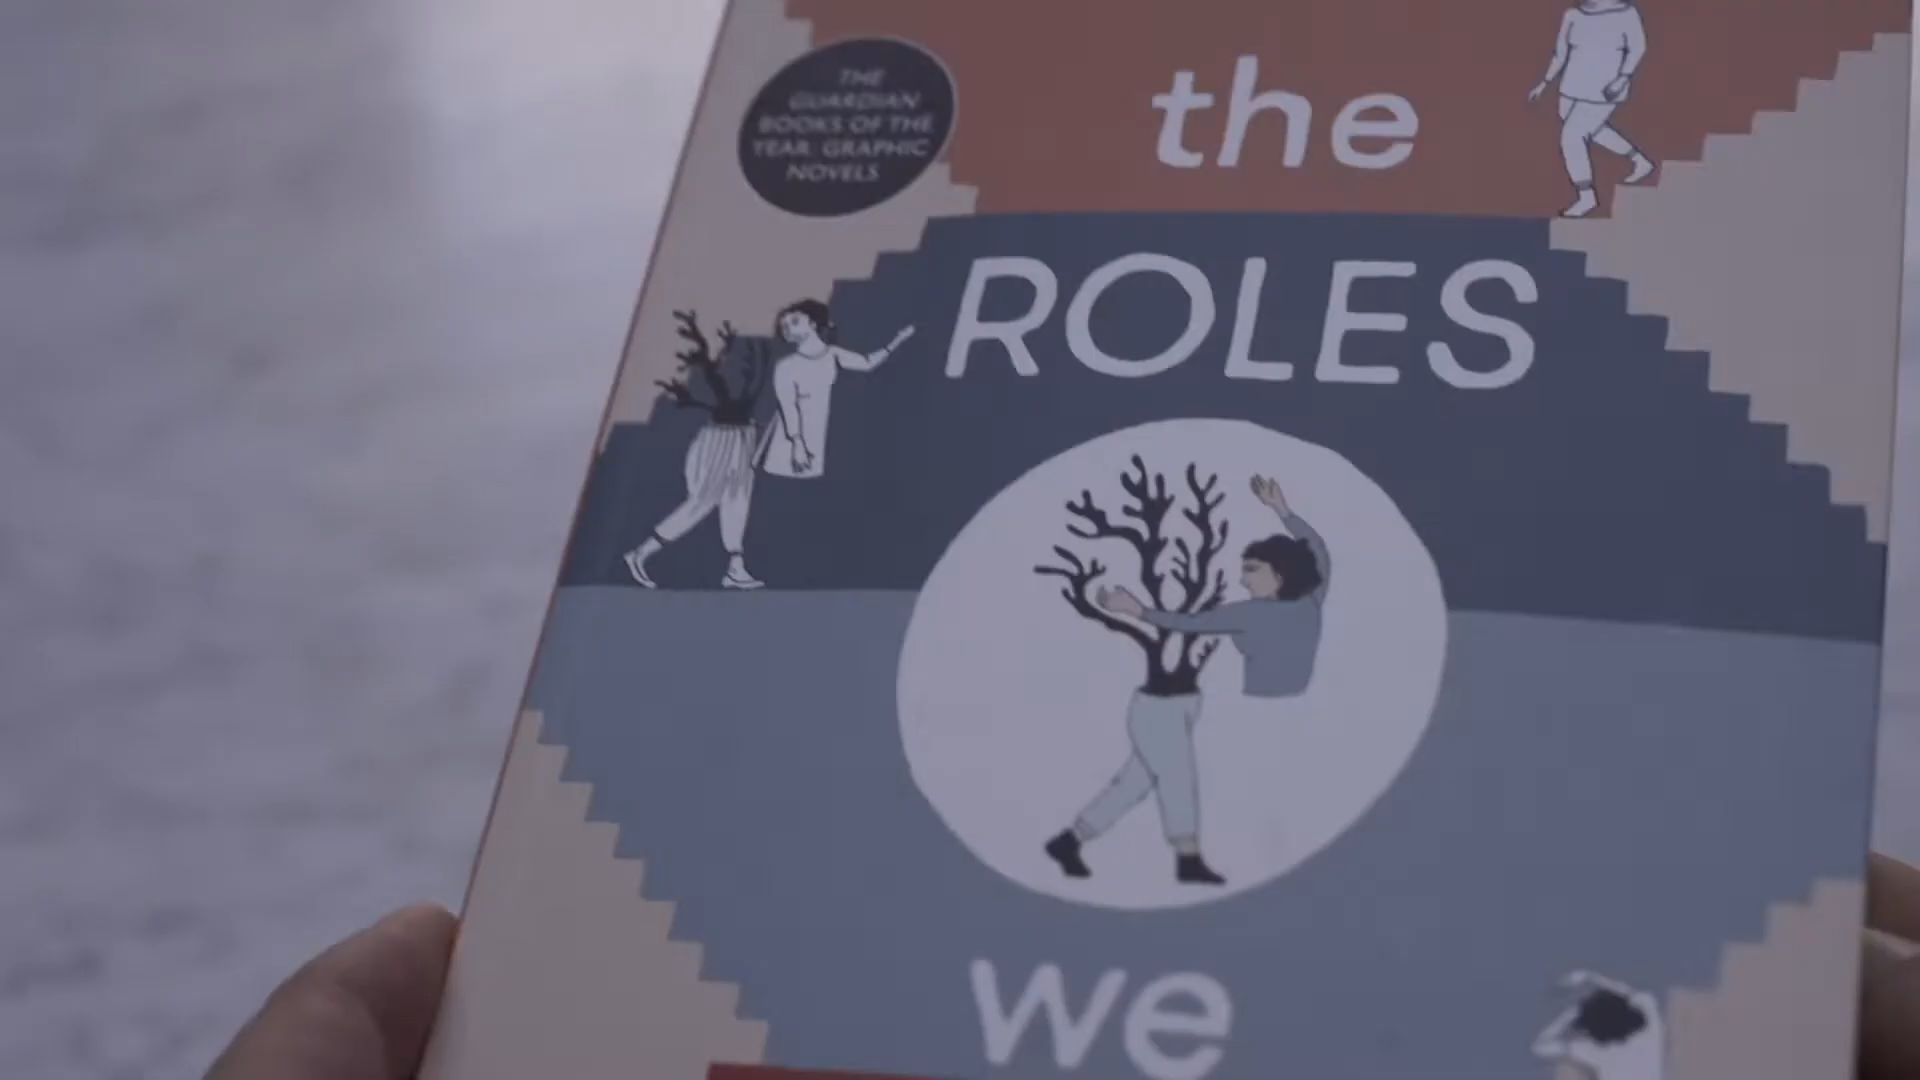 THE
GUARDIAN
BOOKS OF THE
YEAR: GRAPHIC
NOVELS
the
ROLES
we